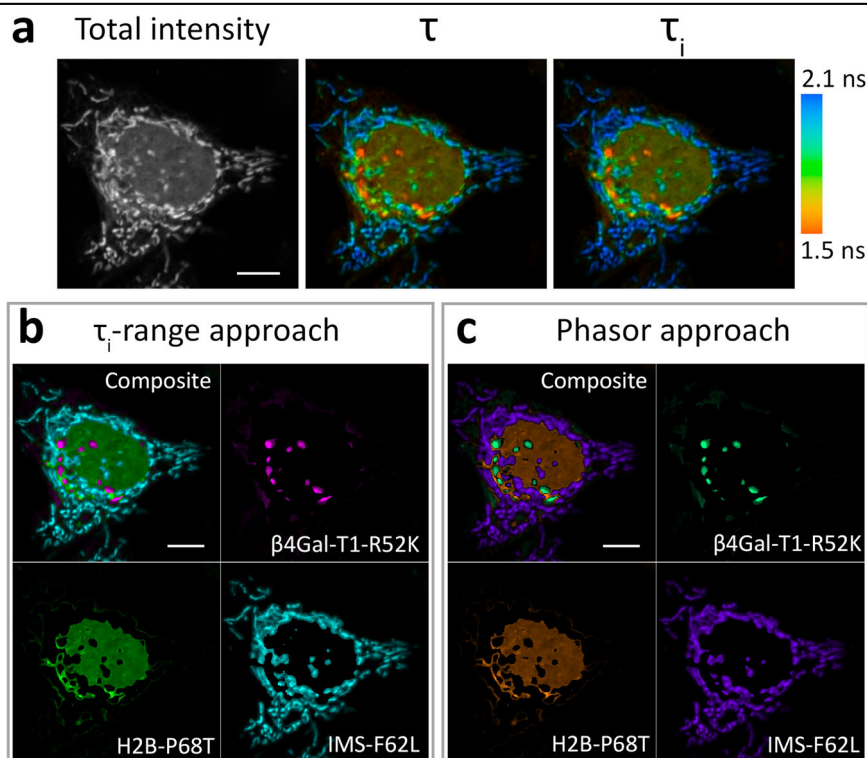 a Total intensity τ τi
2.1 ns
1.5 ns
b τi-range approach
Composite
β4Gal-T1-R52K
H2B-P68T
IMS-F62L
c Phasor approach
Composite
β4Gal-T1-R52K
H2B-P68T
IMS-F62L